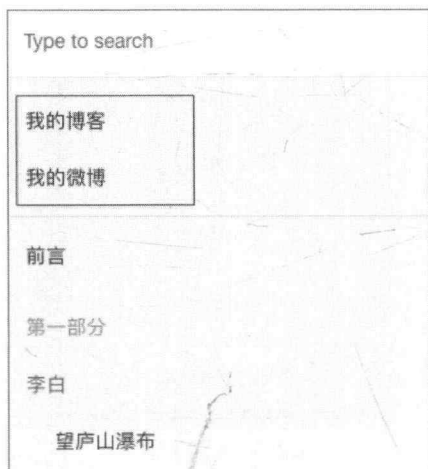 Type to search
我的博客
我的微博
前言
第一部分
李白
望庐山瀑布